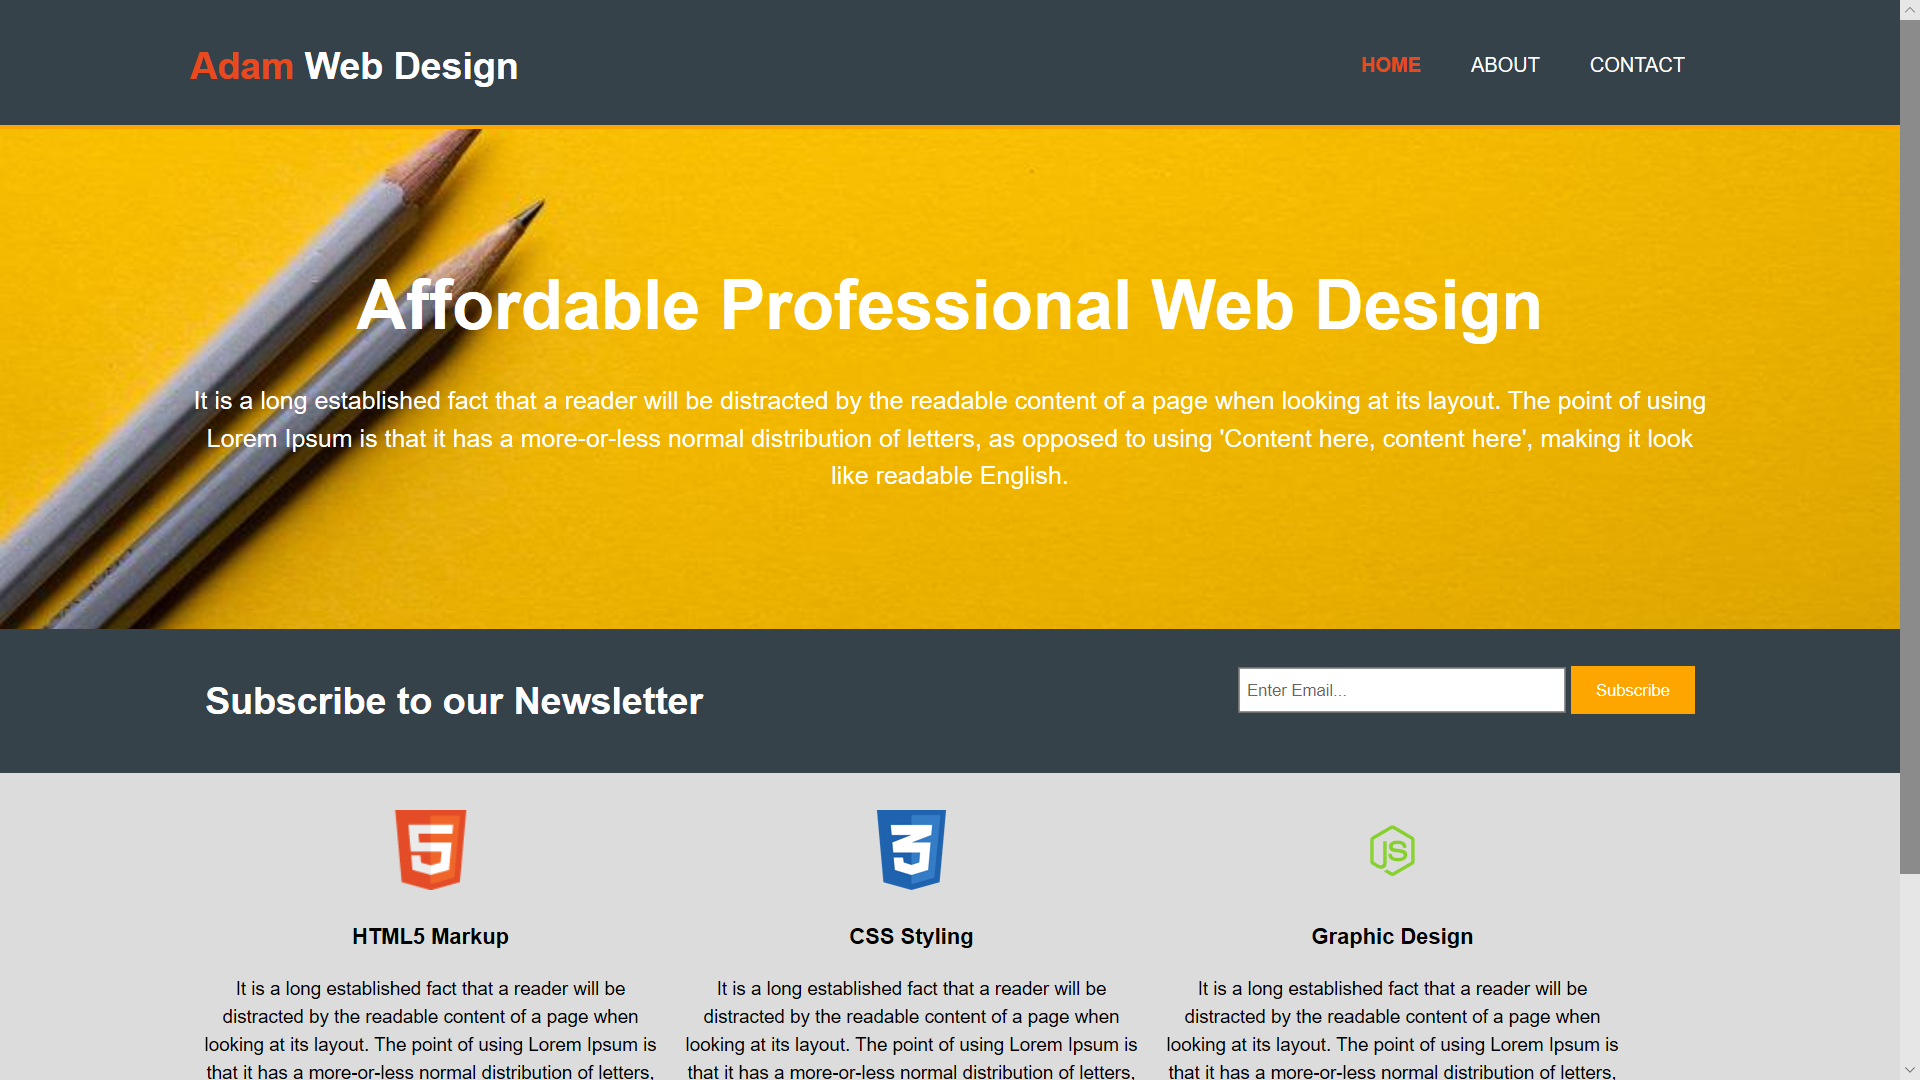 Adam Web Design
HOME ABOUT CONTACT
Affordable Professional Web Design
It is a long established fact that a reader will be distracted by the readable content of a page when looking at its layout. The point of using
Lorem Ipsum is that it has a more-or-less normal distribution of letters, as opposed to using 'Content here, content here', making it look
like readable English.
Subscribe to our Newsletter
Enter Email...
Subscribe
5
3
JS
HTML5 Markup
It is a long established fact that a reader will be
distracted by the readable content of a page when
looking at its layout. The point of using Lorem Ipsum is
that it has a more-or-less normal distribution of letters,
CSS Styling
It is a long established fact that a reader will be
distracted by the readable content of a page when
looking at its layout. The point of using Lorem Ipsum is
that it has a more-or-less normal distribution of letters,
Graphic Design
It is a long established fact that a reader will be
distracted by the readable content of a page when
looking at its layout. The point of using Lorem Ipsum is
that it has a more-or-less normal distribution of letters,